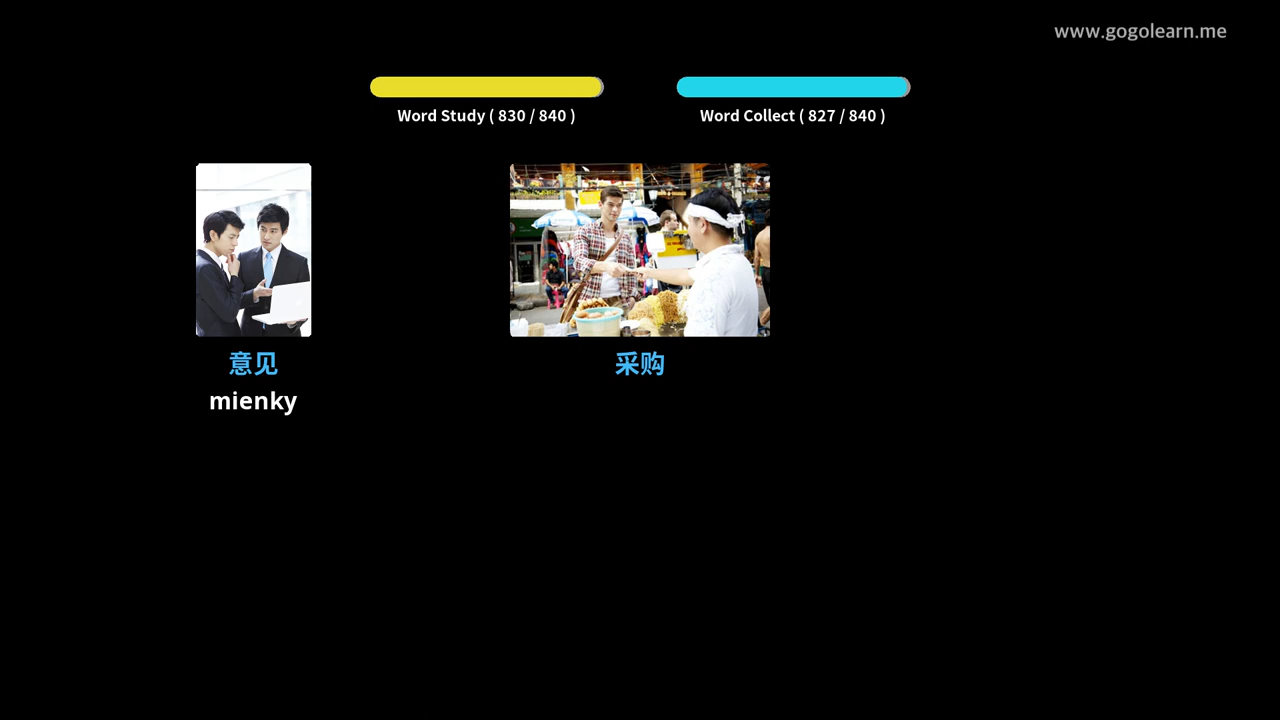 www.gogolearn.me
Word Study ( 830 / 840 )
Word Collect ( 827 / 840 )
意见
采购
mienky